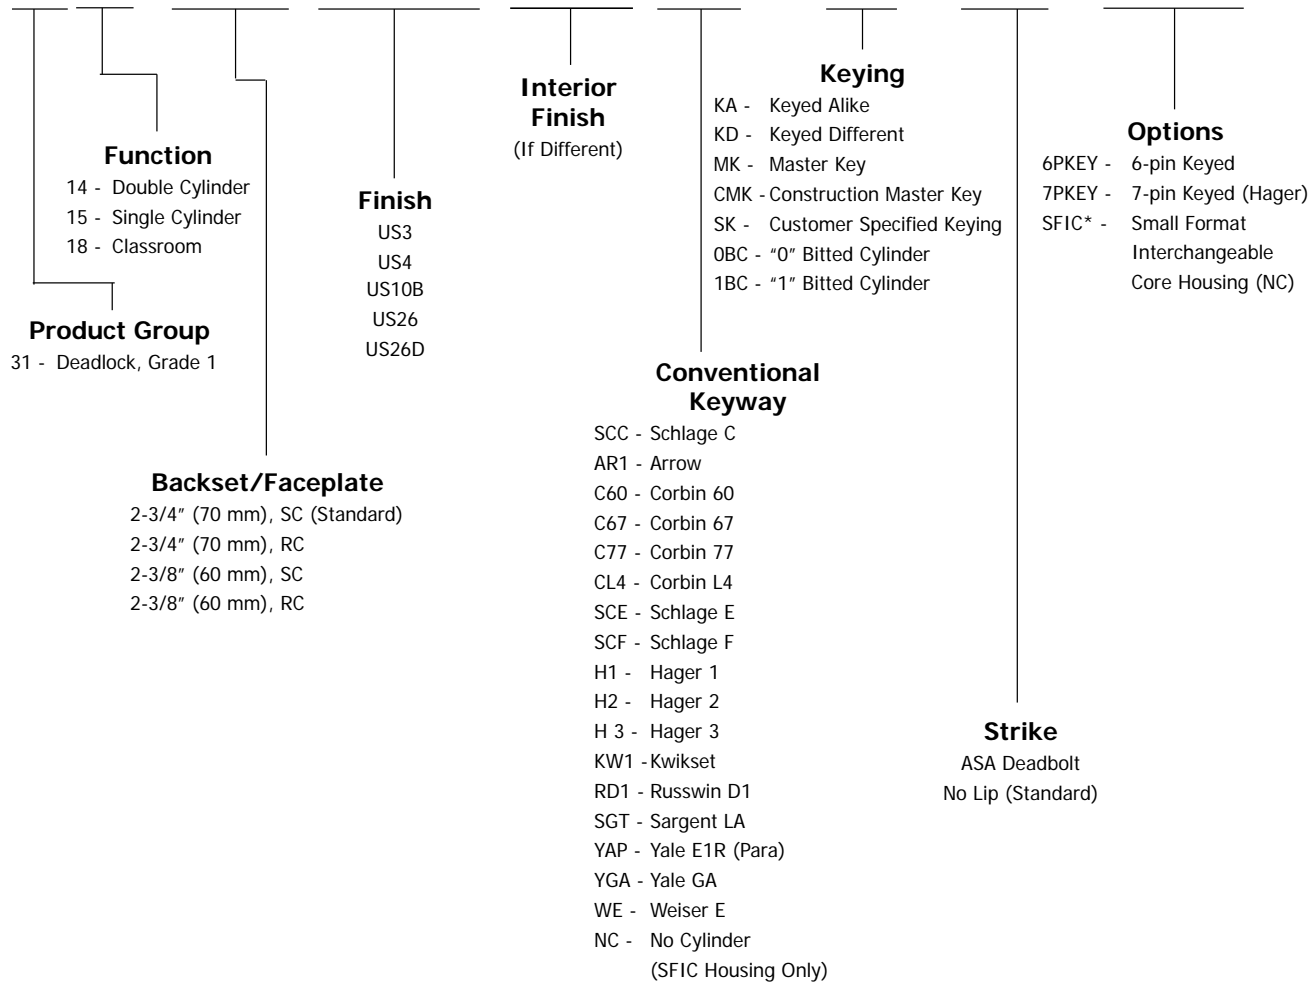 Function
14 - Double Cylinder
15 - Single Cylinder
18 - Classroom
Product Group
31 - Deadlock, Grade 1
Backset/Faceplate
2-3/4" (70 mm), SC (Standard)
2-3/4" (70 mm), RC
2-3/8" (60 mm), SC
2-3/8" (60 mm), RC
Finish
US3
US4
US10B
US26
US26D
Interior
Finish
(If Different)
Conventional
Keyway
SCC - Schlage C
AR1 - Arrow
C60 - Corbin 60
C67 - Corbin 67
C77 - Corbin 77
CL4 - Corbin L4
SCE - Schlage E
SCF - Schlage F
H1 - Hager 1
H2 - Hager 2
H 3 - Hager 3
KW1 - Kwikset
RD1 - Russwin D1
SGT - Sargent LA
YAP - Yale E1R (Para)
YGA - Yale GA
WE - Weiser E
NC - No Cylinder
(SFIC Housing Only)
Keying
KA - Keyed Alike
KD - Keyed Different
MK - Master Key
CMK - Construction Master Key
SK - Customer Specified Keying
0BC - “0” Bitted Cylinder
1BC - “1” Bitted Cylinder
Strike
ASA Deadbolt
No Lip (Standard)
Options
6PKEY - 6-pin Keyed
7PKEY - 7-pin Keyed (Hager)
SFIC* - Small Format
Interchangeable
Core Housing (NC)